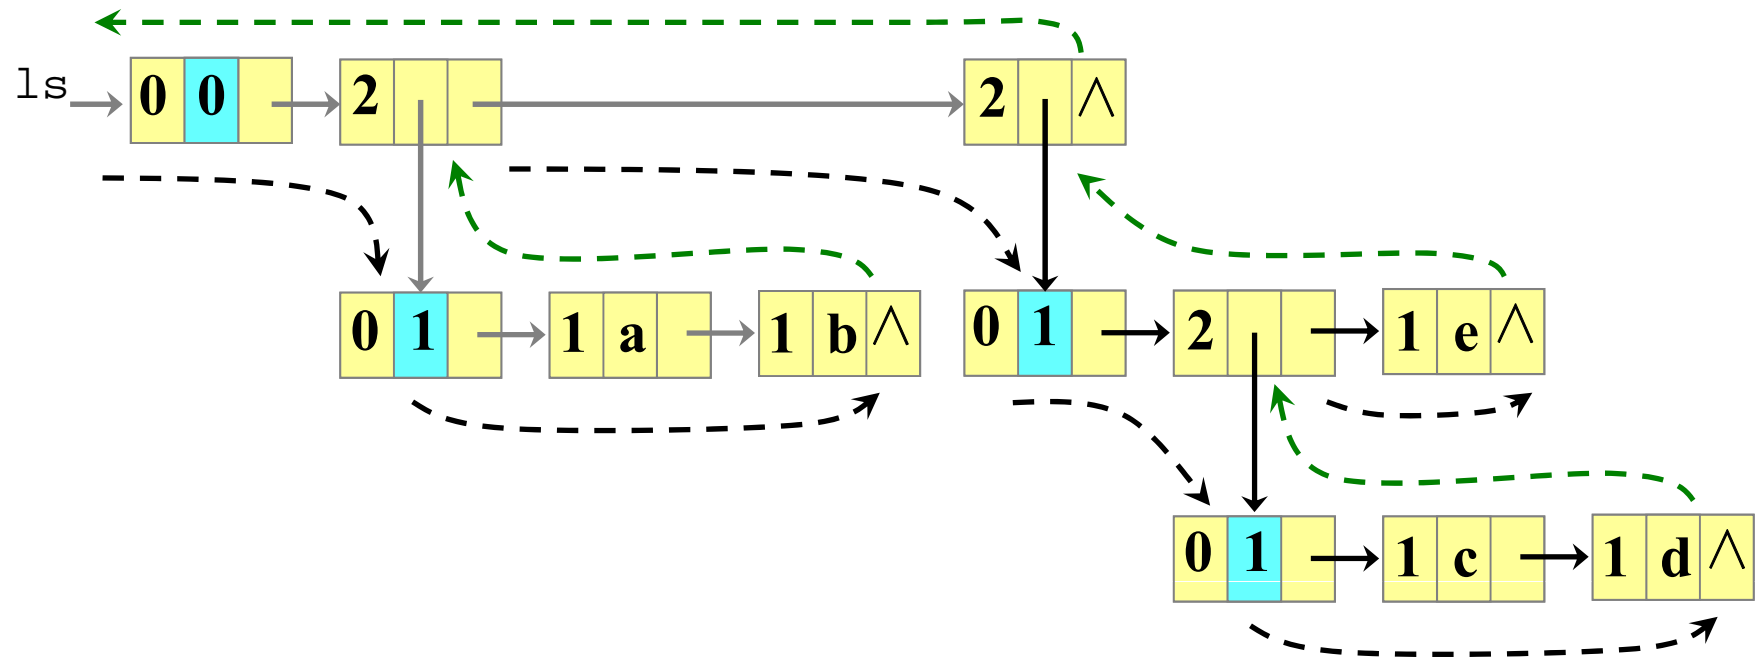 ls 0 0 2 2 ∧
0 1 1 a 1 b ∧ 0 1 2 1 e ∧
0 1 1 c 1 d ∧